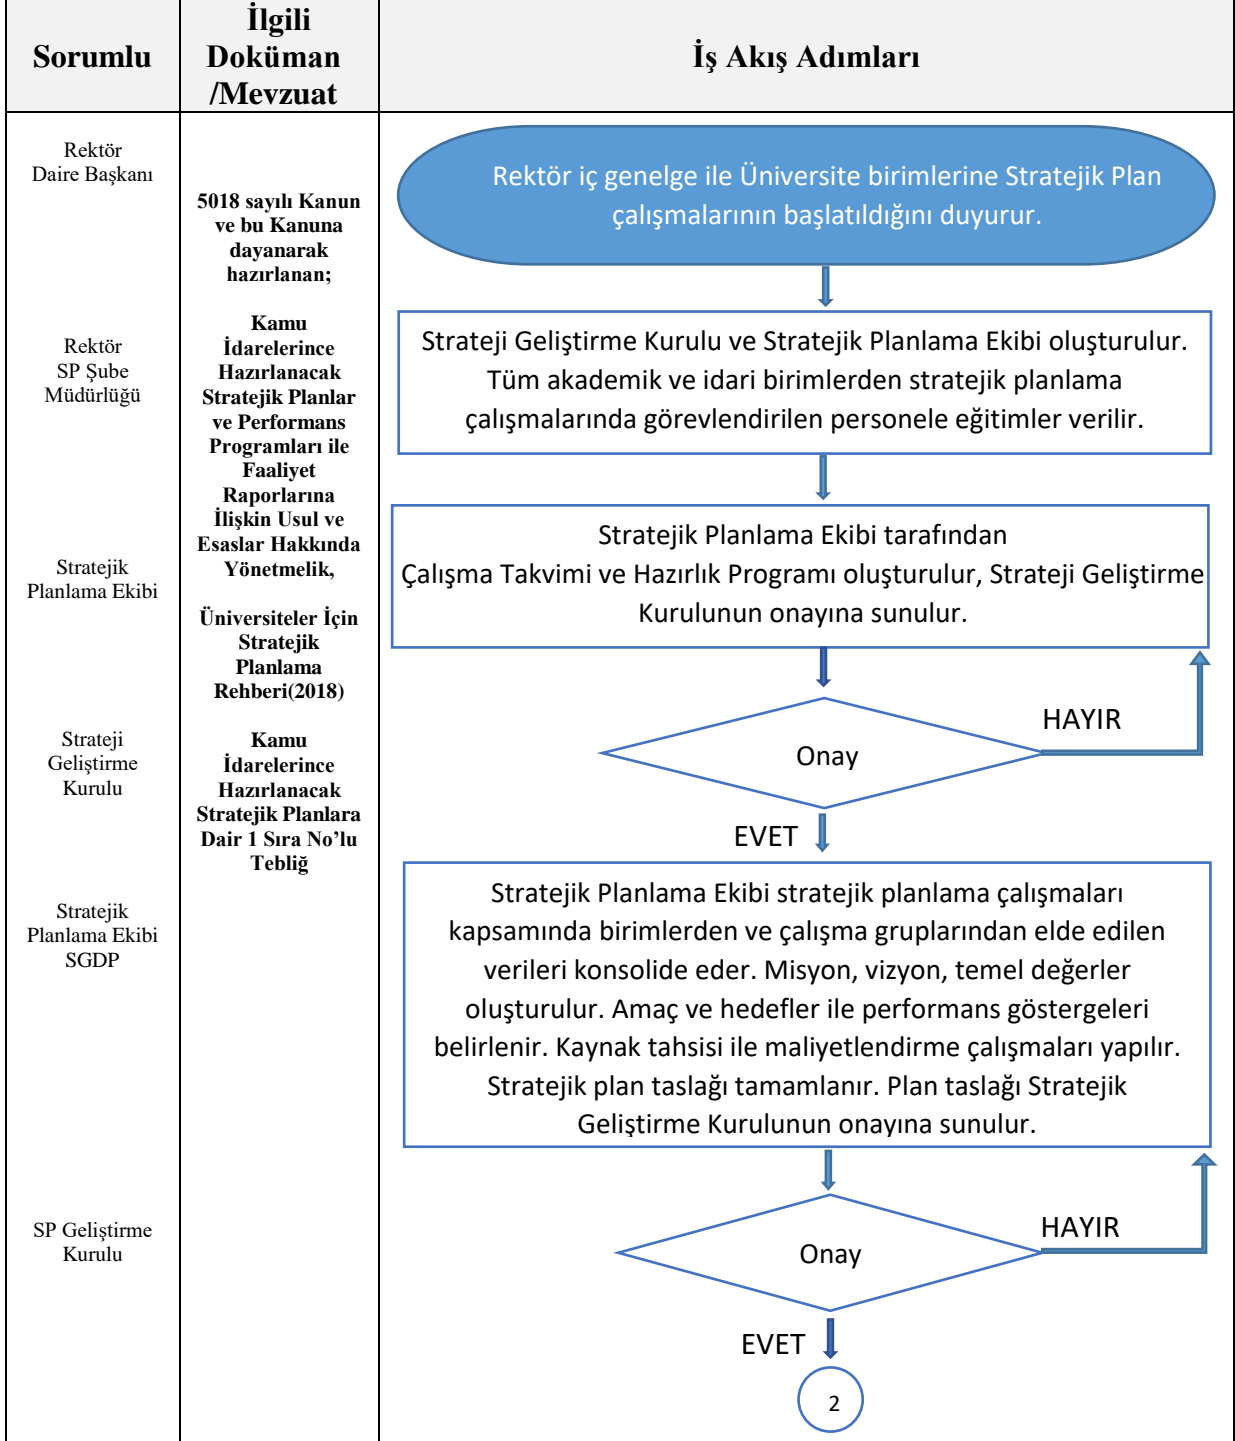 Sorumlu
İlgili
Doküman
/Mevzuat
İş Akış Adımları
Rektör
Daire Başkanı
Rektör
SP Şube
Müdürlüğü
Stratejik
Planlama Ekibi
Strateji
Geliştirme
Kurulu
Stratejik
Planlama Ekibi
SGDP
SP Geliştirme
Kurulu
5018 sayılı Kanun
ve bu Kanuna
dayanarak
hazırlanan;
Kamu
İdarelerince
Hazırlanacak
Stratejik Planlar
ve Performans
Programları ile
Faaliyet
Raporlarına
İlişkin Usul ve
Esaslar Hakkında
Yönetmelik,
Üniversiteler İçin
Stratejik
Planlama
Rehberi(2018)
Kamu
İdarelerince
Hazırlanacak
Stratejik Planlara
Dair 1 Sıra No’lu
Tebliğ
Rektör iç genelge ile Üniversite birimlerine Stratejik Plan
çalışmalarının başlatıldığını duyurur.
Strateji Geliştirme Kurulu ve Stratejik Planlama Ekibi oluşturulur.
Tüm akademik ve idari birimlerden stratejik planlama
çalışmalarında görevlendirilen personele eğitimler verilir.
Stratejik Planlama Ekibi tarafından
Çalışma Takvimi ve Hazırlık Programı oluşturulur, Strateji Geliştirme
Kurulunun onayına sunulur.
HAYIR
Onay
EVET
Stratejik Planlama Ekibi stratejik planlama çalışmaları
kapsamında birimlerden ve çalışma gruplarından elde edilen
verileri konsolide eder. Misyon, vizyon, temel değerler
oluşturulur. Amaç ve hedefler ile performans göstergeleri
belirlenir. Kaynak tahsisi ile maliyetlendirme çalışmaları yapılır.
Stratejik plan taslağı tamamlanır. Plan taslağı Stratejik
Geliştirme Kurulunun onayına sunulur.
HAYIR
Onay
EVET
2